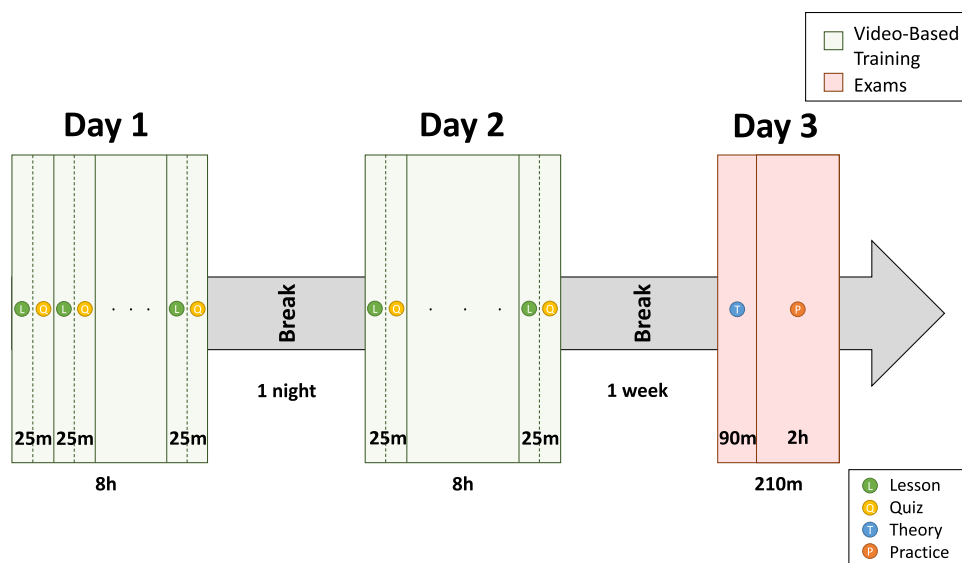 Video-Based
Training
Exams
Day 1
Day 2
Day 3
L Q L Q . . . L Q
Break
L Q . . . L Q
Break
T P
1 night
1 week
25m 25m 25m
25m 25m
90m 2h
8h
8h
210m
L Lesson
Q Quiz
T Theory
P Practice